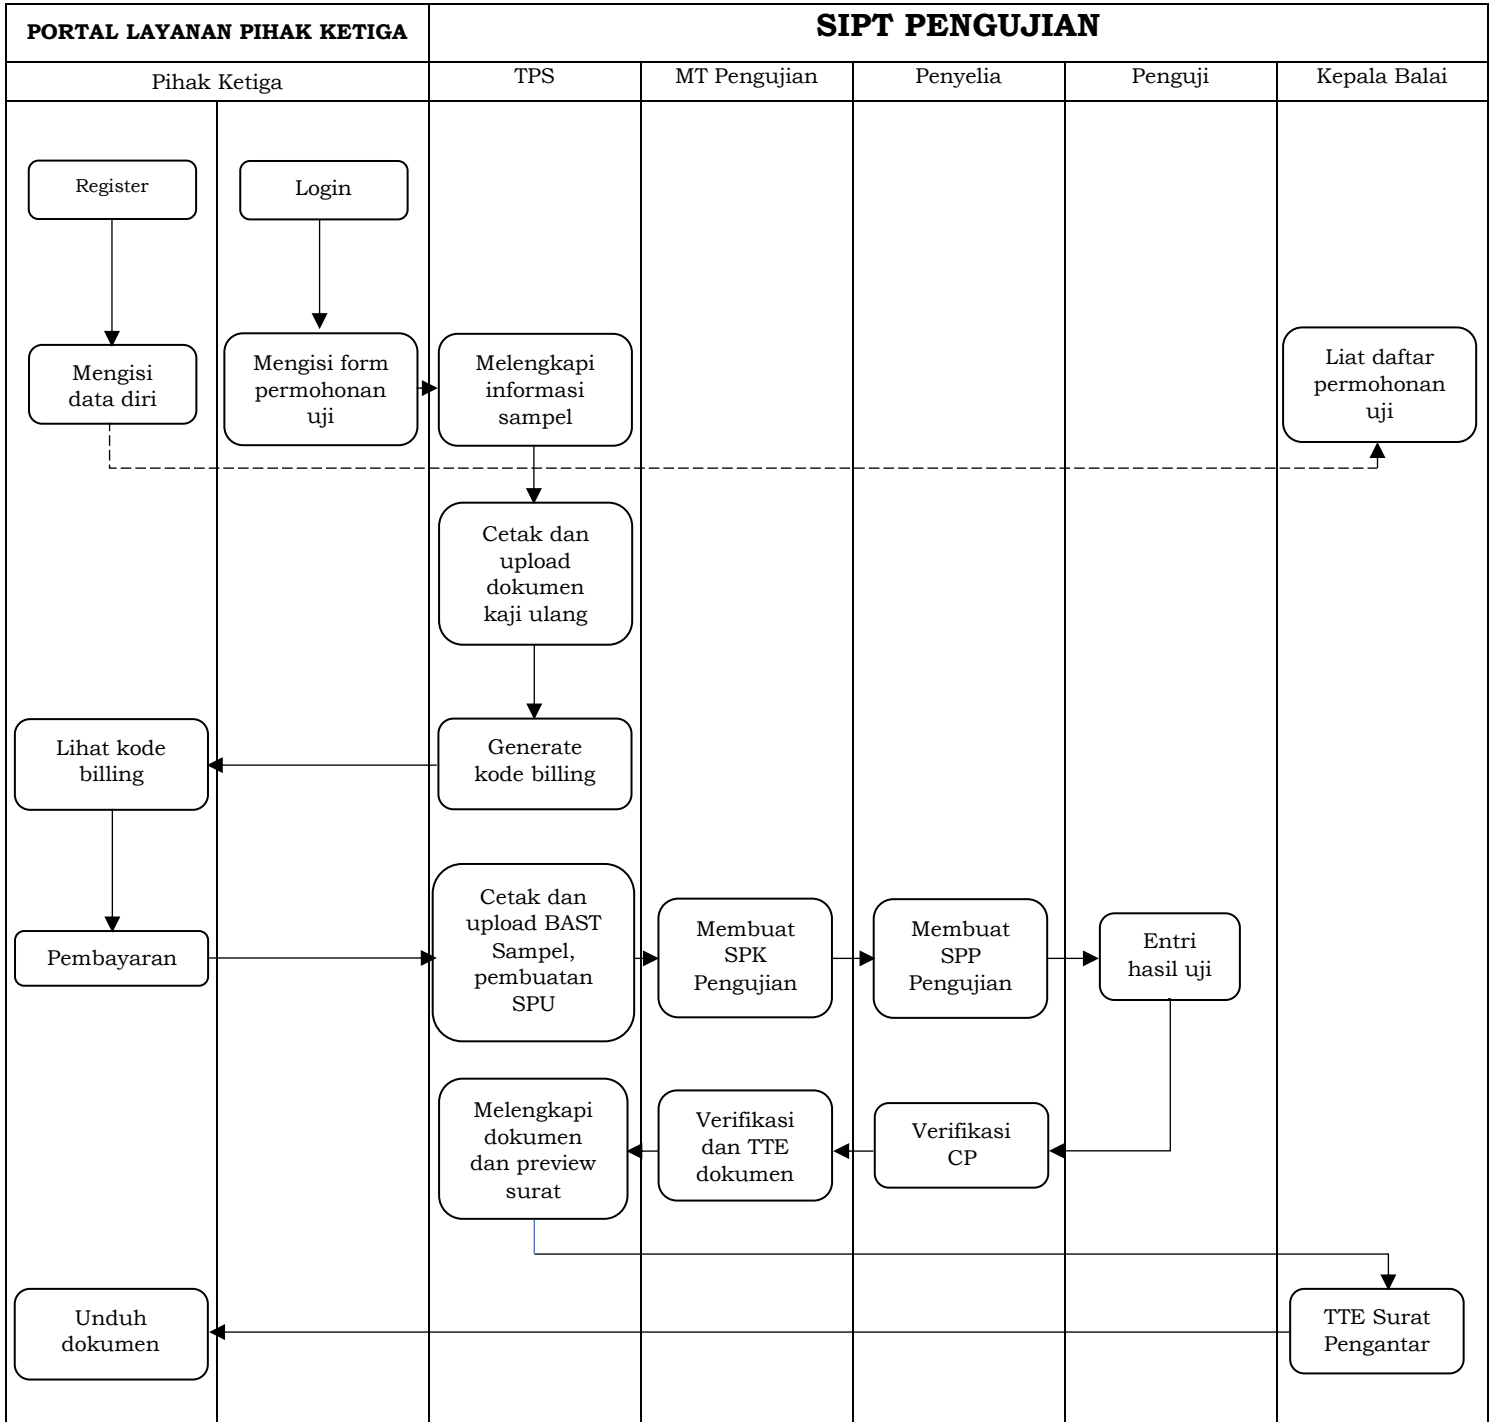 PORTAL LAYANAN PIHAK KETIGA
SIPT PENGUJIAN
Pihak Ketiga
TPS
MT Pengujian
Penyelia
Penguji
Kepala Balai
Register
Login
Mengisi
data diri
Mengisi form
permohonan
uji
Melengkapi
informasi
sampel
Liat daftar
permohonan
uji
Cetak dan
upload
dokumen
kaji ulang
Lihat kode
billing
Generate
kode billing
Pembayaran
Cetak dan
upload BAST
Sampel,
pembuatan
SPU
Membuat
SPK
Pengujian
Membuat
SPP
Pengujian
Entri
hasil uji
Melengkapi
dokumen
dan preview
surat
Verifikasi
dan TTE
dokumen
Verifikasi
CP
Unduh
dokumen
TTE Surat
Pengantar